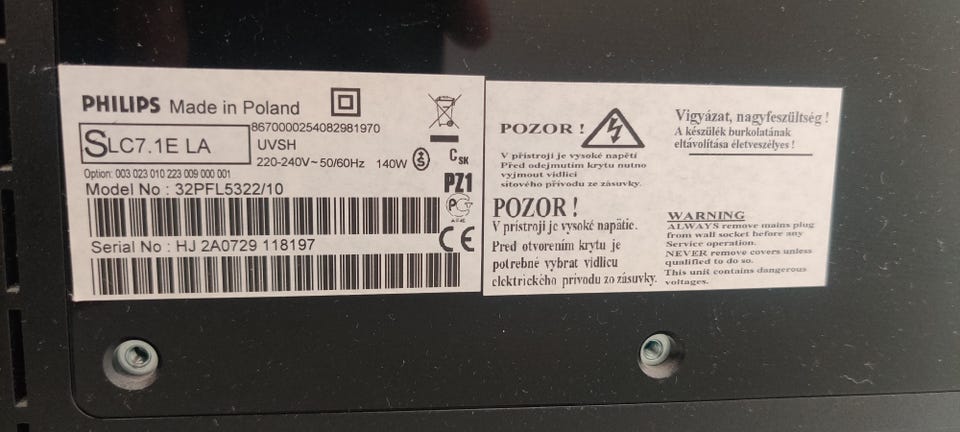 PHILIPS Made in Poland
SLC7.1E LA
8670000254082981970
UVSH
220-240V~50/60Hz 140W
S
CSK
Option: 003 023 010 223 009 000 001
Model No : 32PFL5322/10
PZ1
Serial No : HJ 2A0729 118197
CE
POZOR !
V přístroji je vysoké napětí
Před odejmutím krytu nutno
vyjmout vidlici
síťového přívodu ze zásuvky.
POZOR !
V prístroji je vysoké napätie.
Pred otvorením krytu je
potrebné vybrat vidlicu
elektrického prívodu zo zásuvky.
Vigyázat, nagyfeszültség !
A készülék burkolatának
eltávolítása életveszélyes !
WARNING
ALWAYS remove mains plug
from wall socket before any
Service operation.
NEVER remove covers unless
qualified to do so.
This unit contains dangerous
voltages.